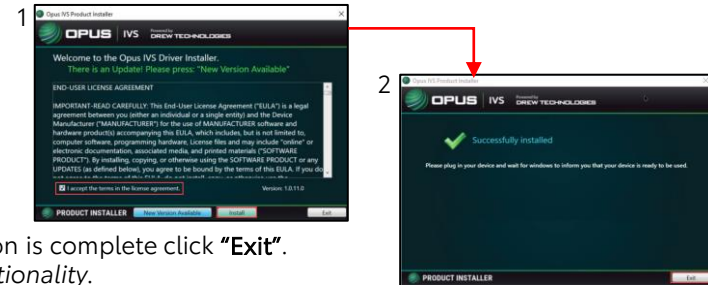 1
Opus IVS Product Installer
OPUS IVS Powered by DREW TECHNOLOGIES
Welcome to the Opus IVS Driver Installer.
There is an Update! Please press: "New Version Available"
END-USER LICENSE AGREEMENT
IMPORTANT-READ CAREFULLY: This End-User License Agreement ("EULA") is a legal
agreement between you (either an individual or a single entity) and the Device
Manufacturer ("MANUFACTURER") for the use of MANUFACTURER software and
hardware product(s) accompanying this EULA, which includes, but is not limited to,
computer software, programming hardware, License files and may include "online" or
electronic documentation, associated media, and printed materials ("SOFTWARE
PRODUCT"). By installing, copying, or otherwise using the SOFTWARE PRODUCT or any
UPDATES (as defined below), you agree to be bound by the terms of this EULA. If you do
I accept the terms in the license agreement.
Version: 1.0.11.0
PRODUCT INSTALLER New Version Available Install Exit
2
Opus IVS Product Installer
OPUS IVS Powered by DREW TECHNOLOGIES
Successfully installed
Please plug in your device and wait for windows to inform you that your device is ready to be used.
PRODUCT INSTALLER Exit
on is complete click "Exit".
tionality.